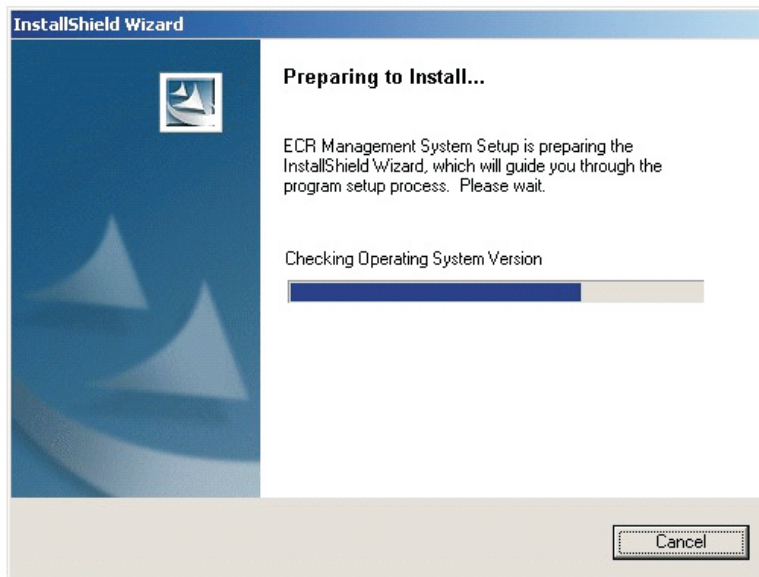 InstallShield Wizard
Preparing to Install...
ECR Management System Setup is preparing the
InstallShield Wizard, which will guide you through the
program setup process.  Please wait.
Checking Operating System Version
Cancel